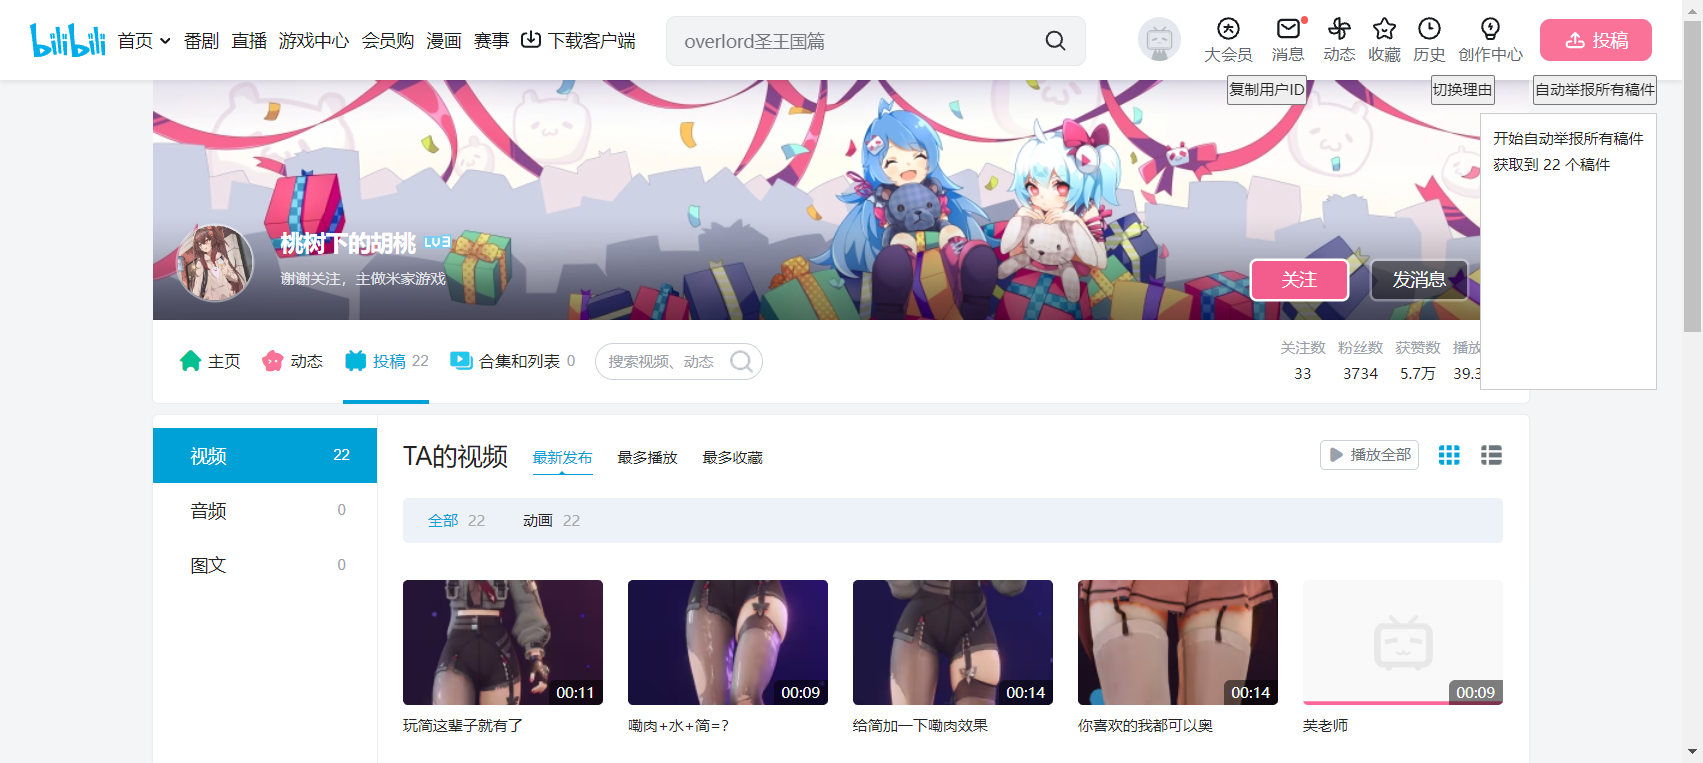 bilibili 首页 番剧 直播 游戏中心 会员购 漫画 赛事 下载客户端
overlord圣王国篇
大会员 消息 动态 收藏 历史 创作中心
投稿
复制用户ID 切换理由 自动举报所有稿件
开始自动举报所有稿件
获取到 22 个稿件
桃树下的胡桃 LV3
谢谢关注，主做米家游戏
关注 发消息
主页 动态 投稿 22 合集和列表 0
搜索视频、动态
关注数 粉丝数 获赞数 播放
33 3734 5.7万 39.3
视频 22
音频 0
图文 0
TA的视频 最新发布 最多播放 最多收藏
播放全部
全部 22 动画 22
00:11 00:09 00:14 00:14 00:09
玩简这辈子就有了
嘞肉+水+简=?
给简加一下嘞肉效果
你喜欢的我都可以奥
芙老师